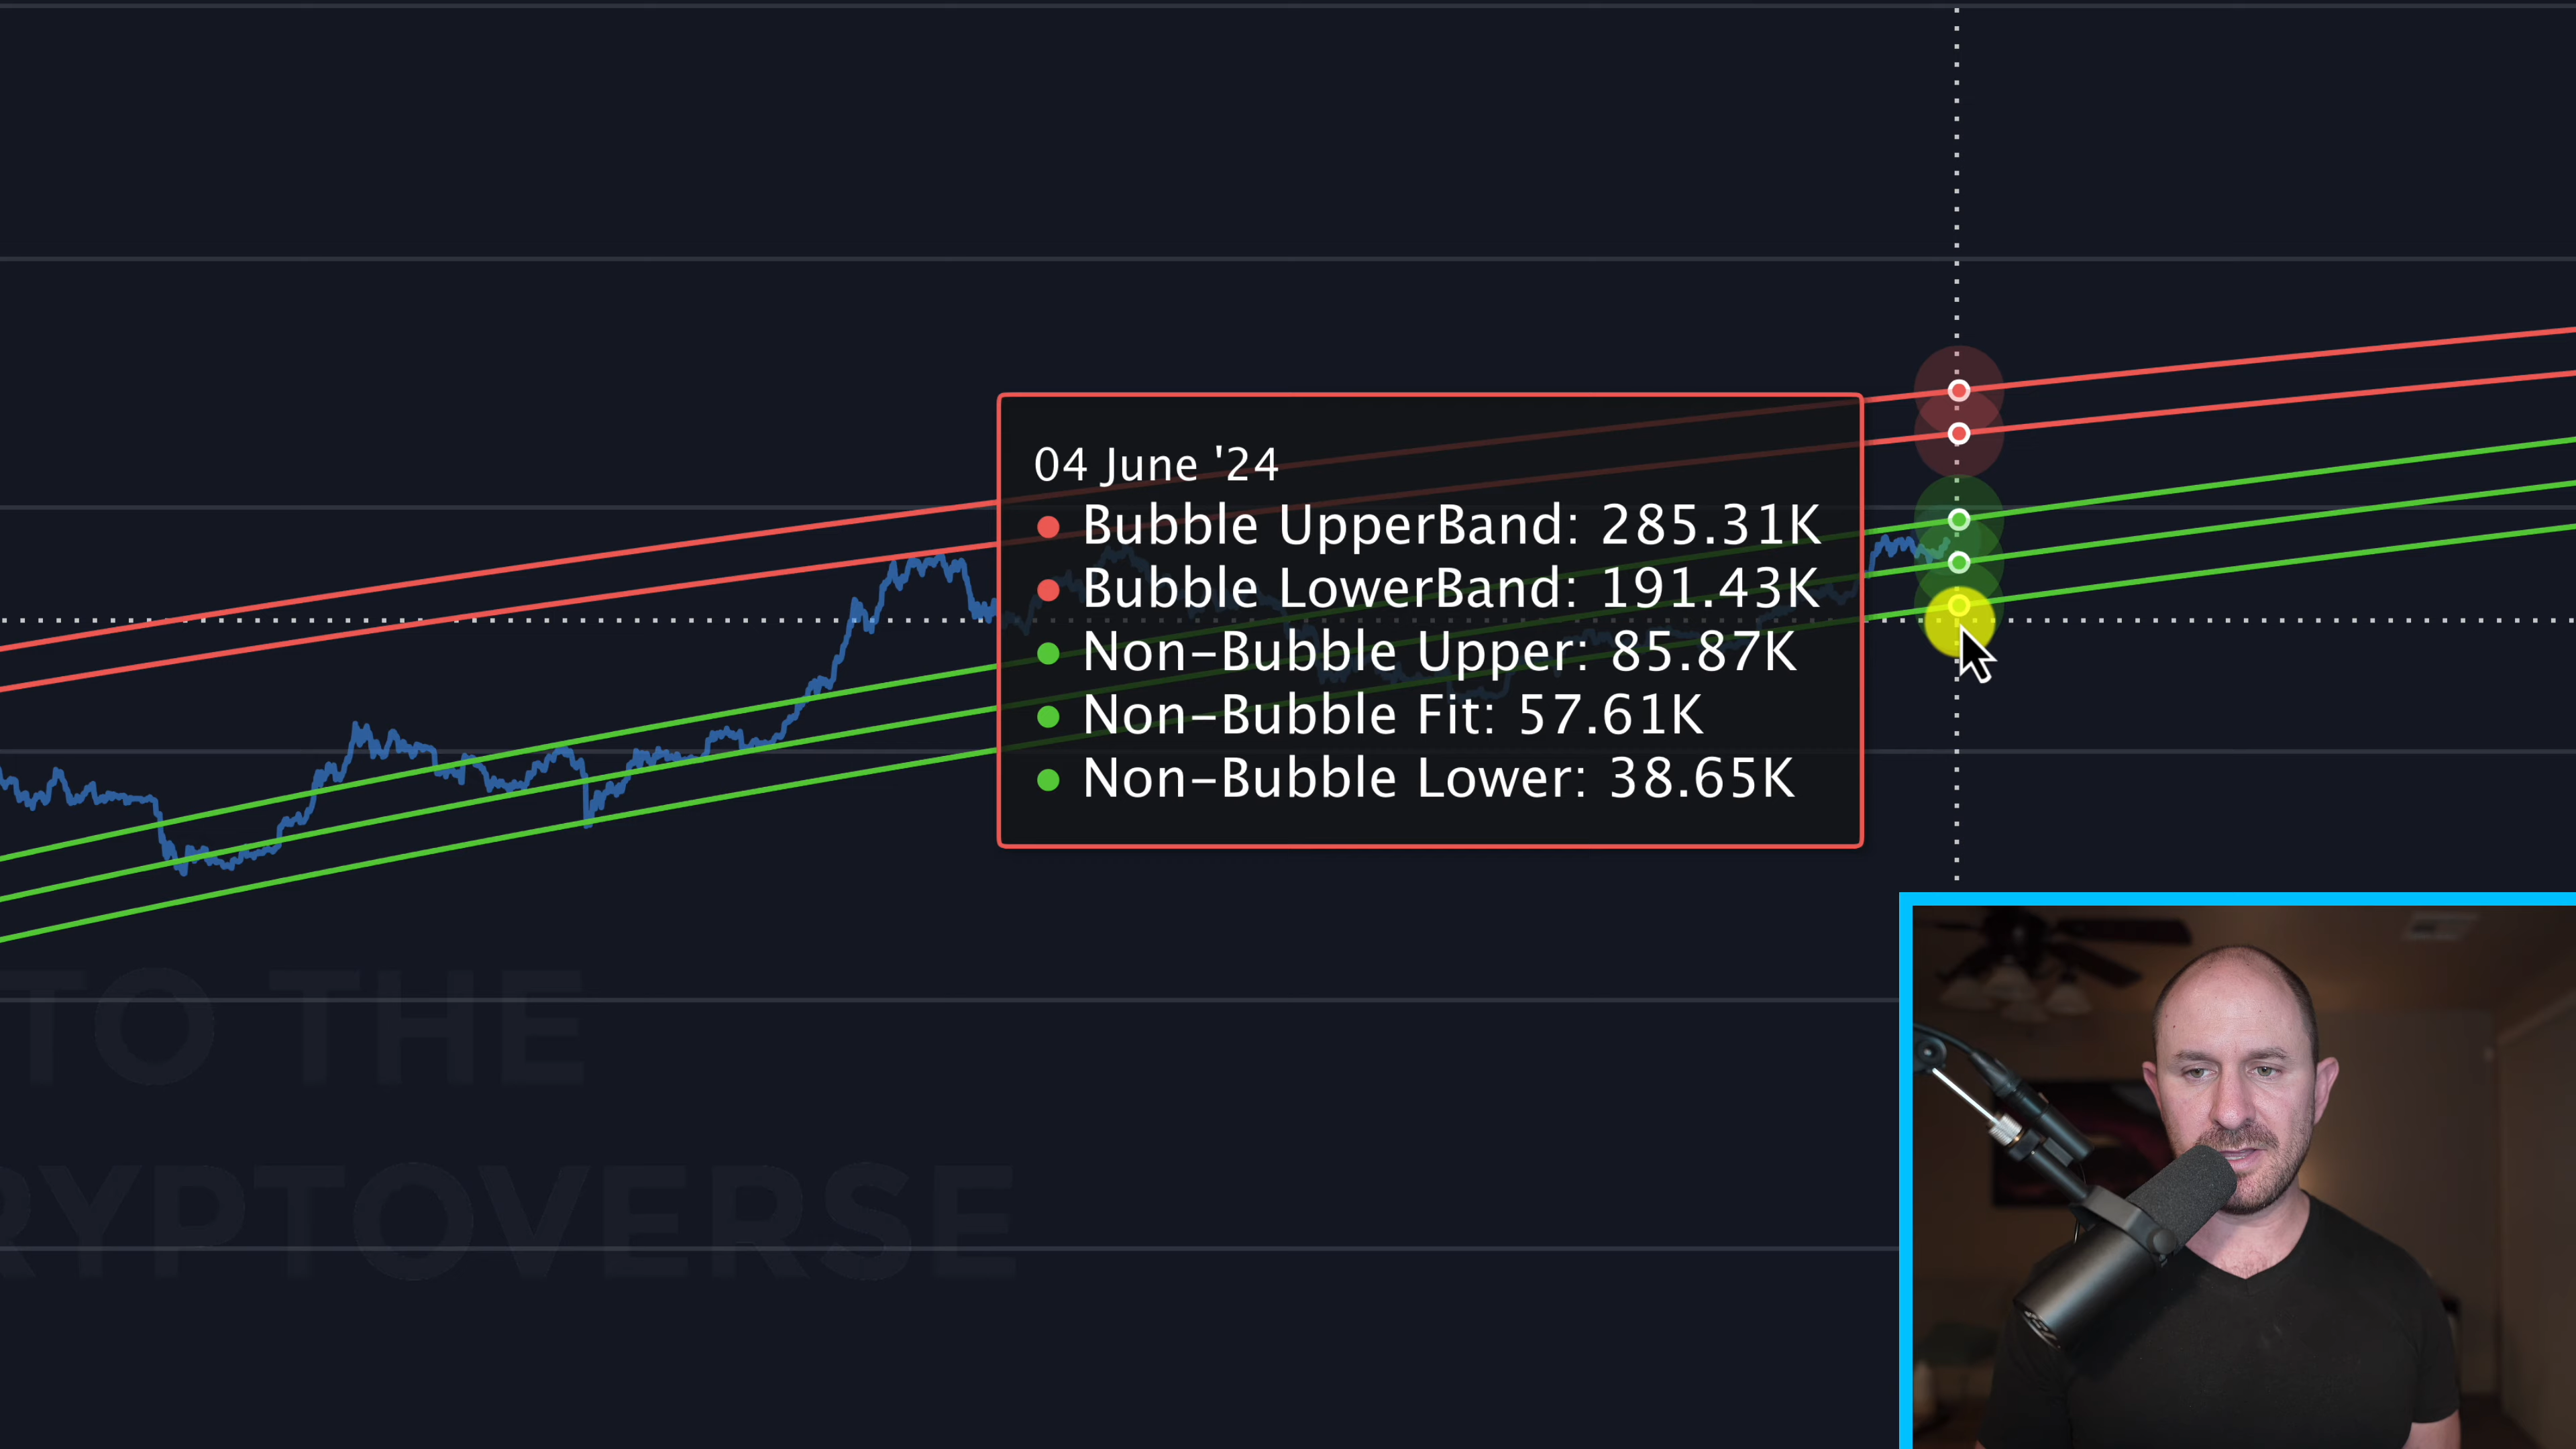 04 June '24
Bubble UpperBand: 285.31K
Bubble LowerBand: 191.43K
Non-Bubble Upper: 85.87K
Non-Bubble Fit: 57.61K
Non-Bubble Lower: 38.65K
TO THE
RYPTOVERSE